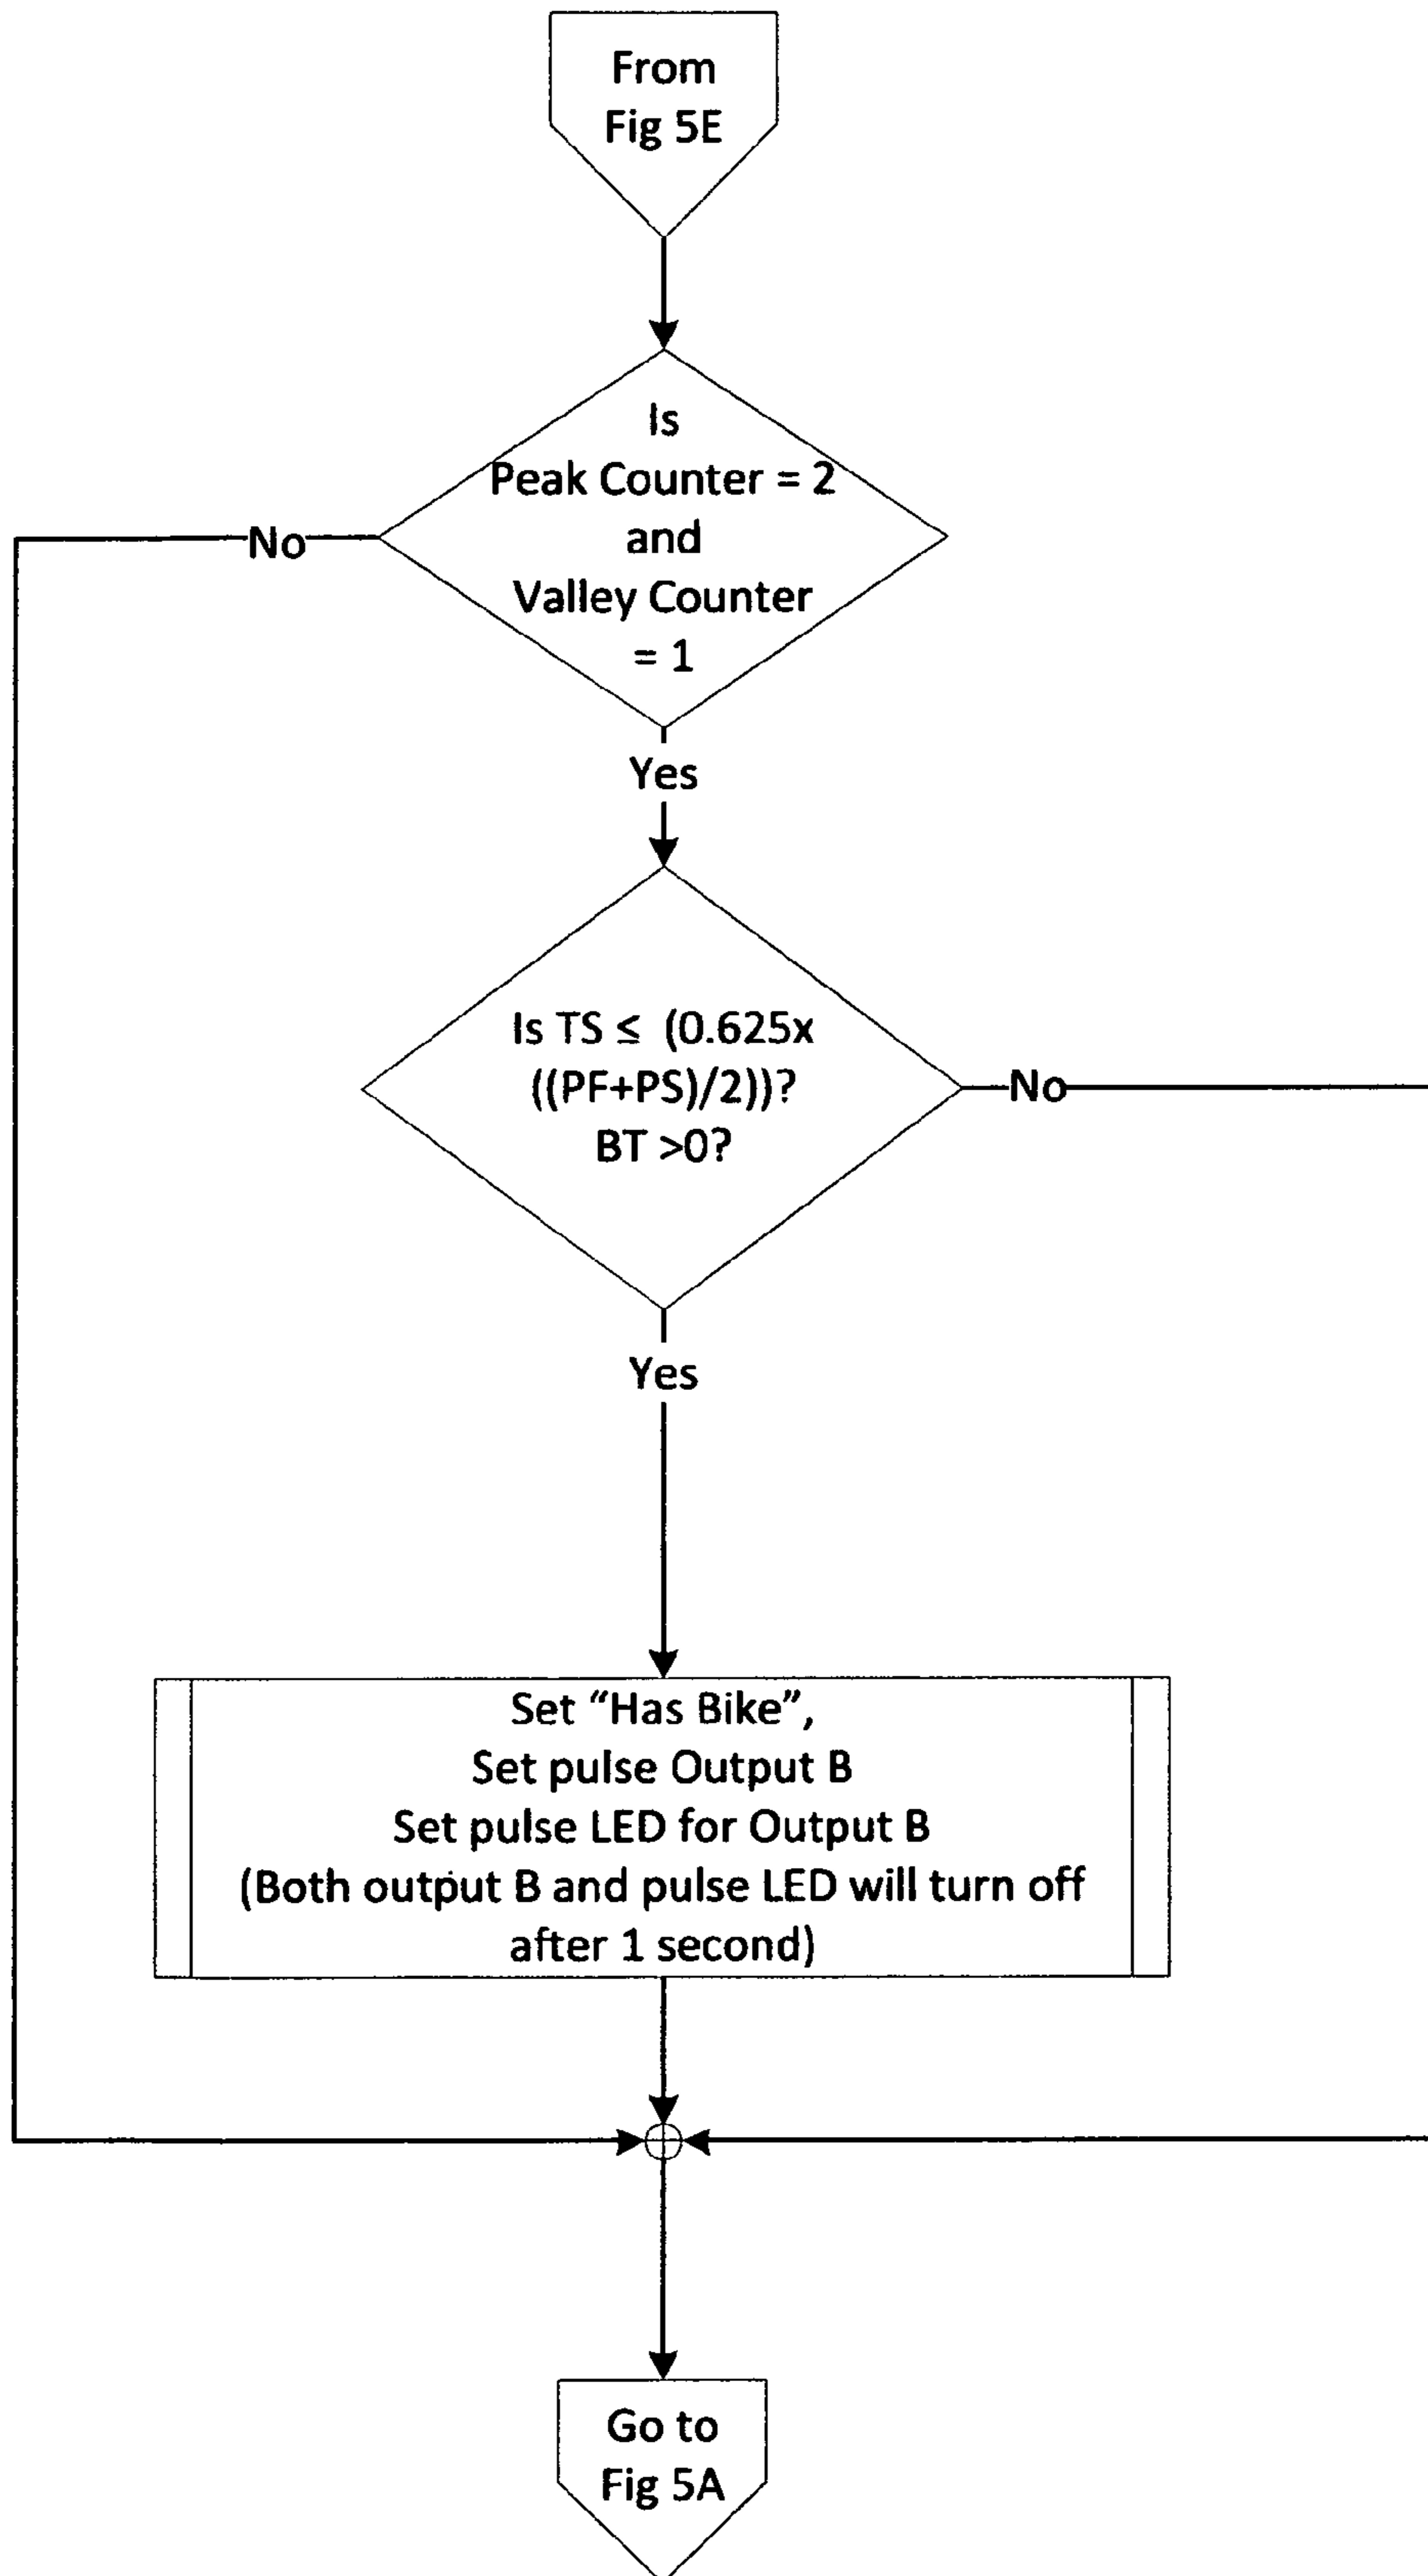 From
Fig 5E
Is
Peak Counter = 2
and
Valley Counter
= 1
No
Yes
Is TS ≤ (0.625x
((PF+PS)/2))?
BT >0?
No
Yes
Set “Has Bike”,
Set pulse Output B
Set pulse LED for Output B
(Both output B and pulse LED will turn off
after 1 second)
Go to
Fig 5A